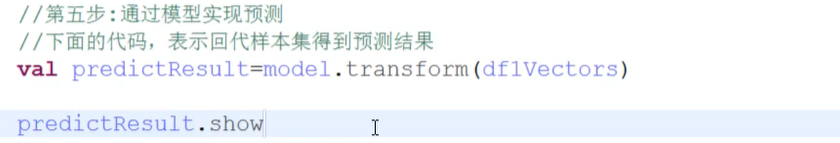 //第五步:通过模型实现预测
//下面的代码，表示回代样本集得到预测结果
val predictResult=model.transform(df1Vectors)
predictResult.show